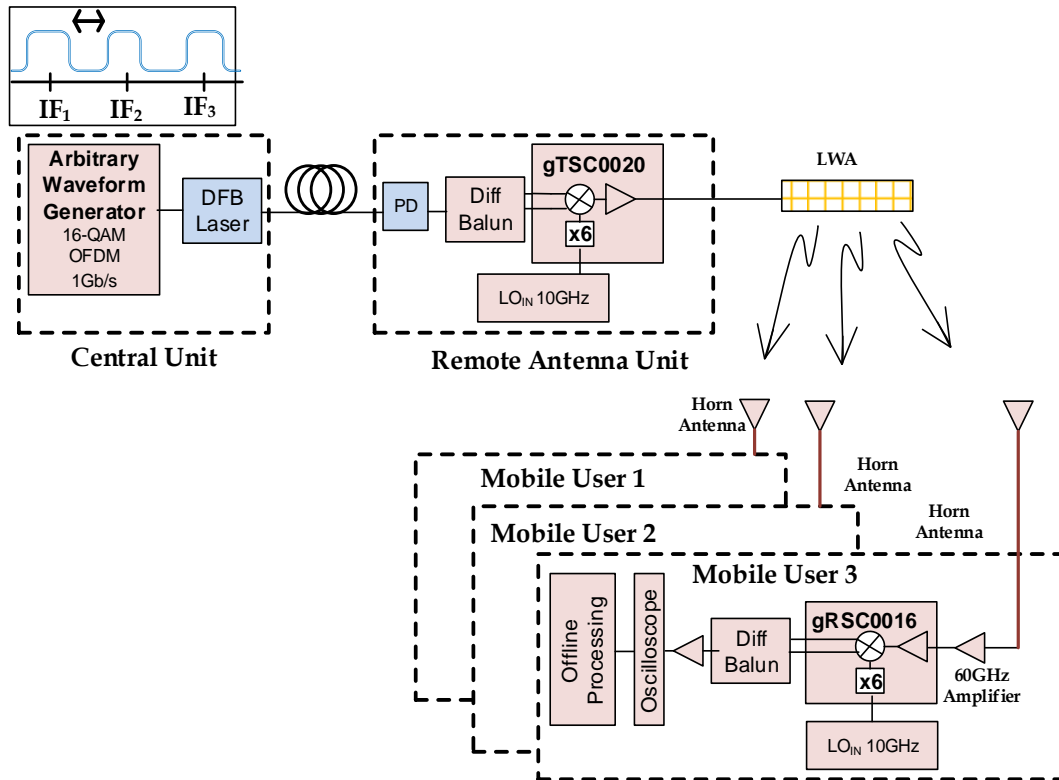 IF1 IF2 IF3
Arbitrary
Waveform
Generator
16-QAM
OFDM
1Gb/s
DFB
Laser
Central Unit
PD
Diff
Balun
gTSC0020
x6
LOIN 10GHz
Remote Antenna Unit
LWA
Horn
Antenna
Horn
Antenna
Horn
Antenna
Mobile User 1
Mobile User 2
Mobile User 3
Offline
Processing
Oscilloscope
Diff
Balun
gRSC0016
x6
LOIN 10GHz
60GHz
Amplifier